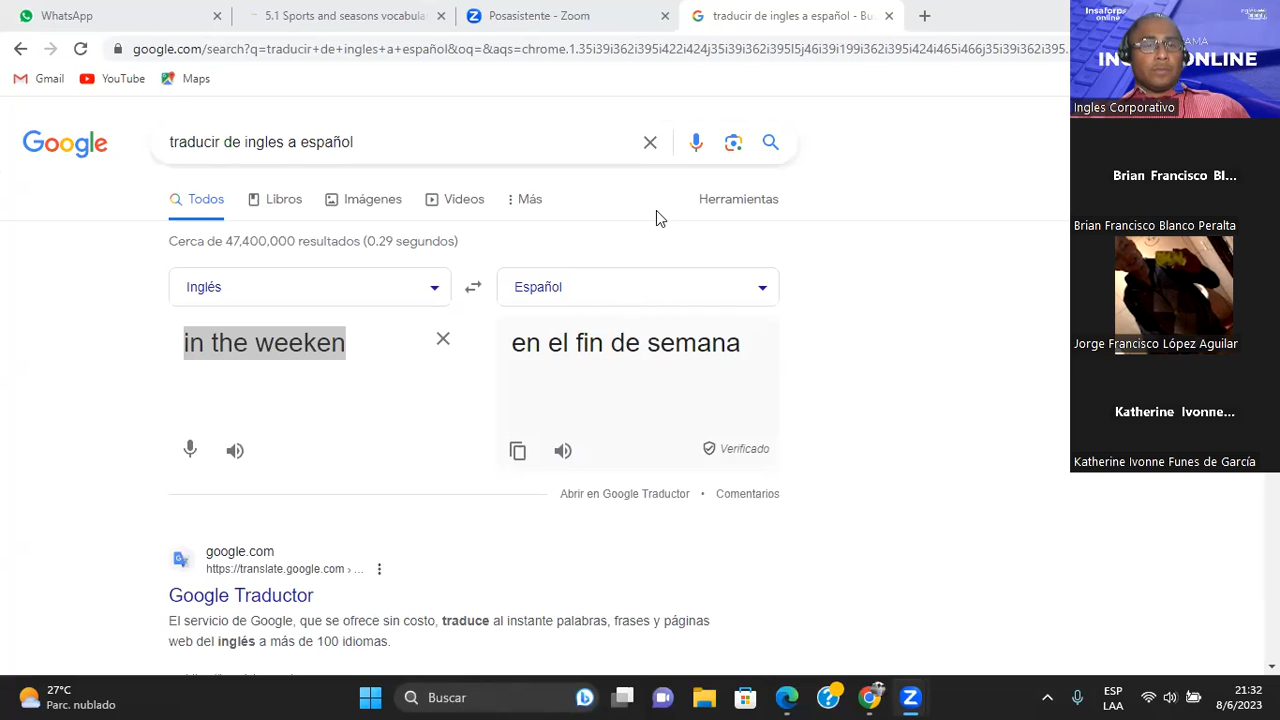 WhatsApp
5.1 Sports and seasons vocabula
Posasistente - Zoom
traducir de ingles a español - Bu
google.com/search?q=traducir+de+ingles+a+español&oq=&aqs=chrome.1.35i39i362i395i422i424j35i39i362i395l5j46i39i199i362i395i424i465i466j35i39i362i395.
Gmail
YouTube
Maps
Google
traducir de ingles a español
Todos
Libros
Imágenes
Videos
Más
Herramientas
Cerca de 47,400,000 resultados (0.29 segundos)
Inglés
Español
in the weeken
en el fin de semana
Verificado
Abrir en Google Traductor • Comentarios
google.com
https://translate.google.com › ...
Google Traductor
El servicio de Google, que se ofrece sin costo, traduce al instante palabras, frases y páginas
web del inglés a más de 100 idiomas.
Insaforp
online
ONLINE
Ingles Corporativo
Brian Francisco Bl...
Brian Francisco Blanco Peralta
Jorge Francisco López Aguilar
Katherine Ivonne...
Katherine Ivonne Funes de García
27°C
Parc. nublado
Buscar
ESP
LAA
21:32
8/6/2023